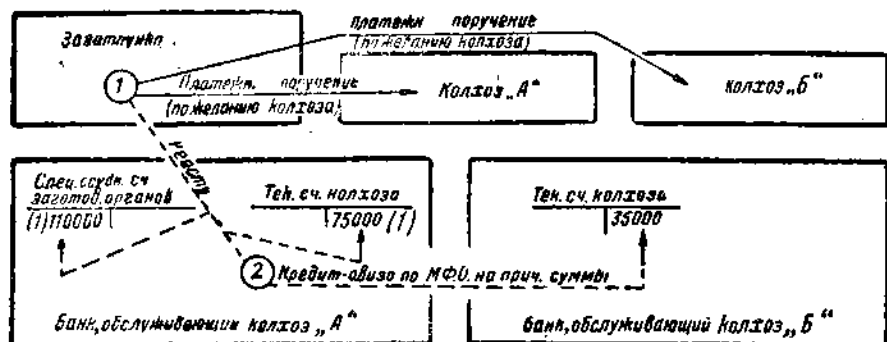 Платежн поручение
(по желанию колхоза)
1
Платежн. поручение
(по желанию колхоза)
Колхоз „А“
Колхоз „Б“
Спец. ссудн. сч
заготов. органов
(1)110000
реестр
Тек. сч. колхоза
75000 (1)
Тек. сч. колхоза
35000
2
Кредит-авизо по МФО. на прич. суммы
Банк, обслуживающий колхоз „А“
Банк, обслуживающий колхоз „Б“